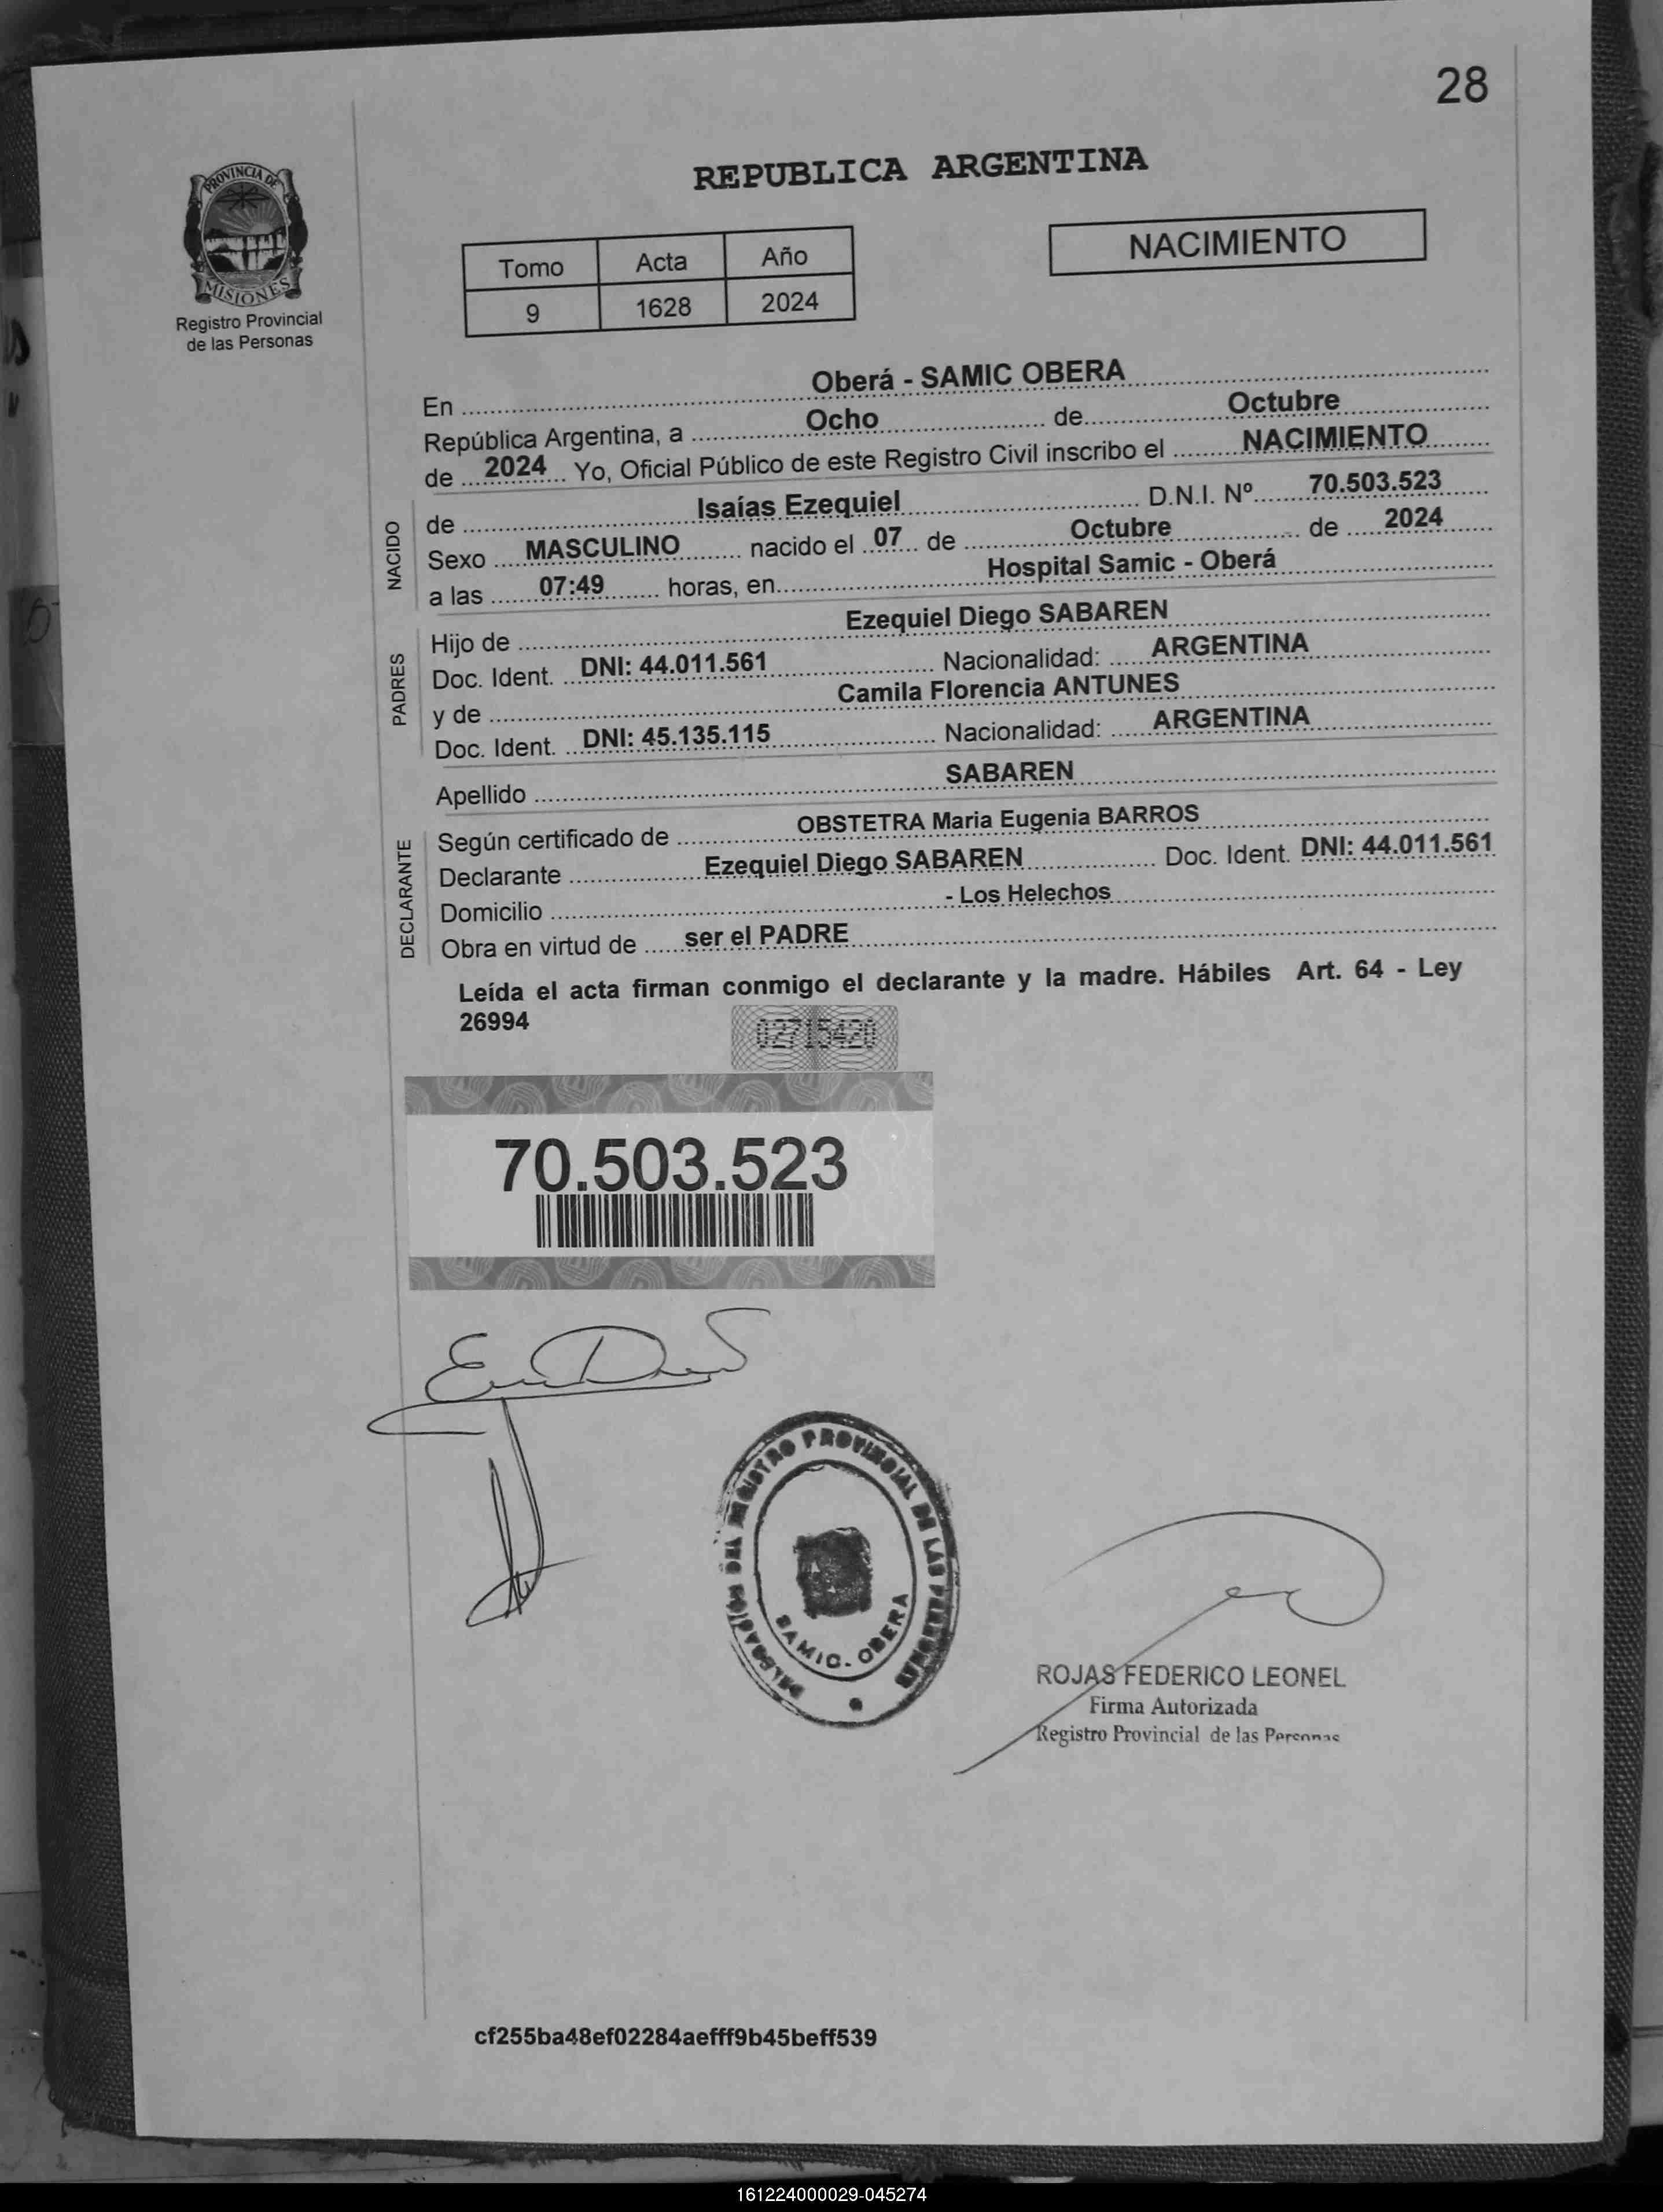 28
PROVINCIA DE
MISIONES
Registro Provincial
de las Personas
REPUBLICA ARGENTINA
NACIMIENTO
Tomo Acta Año
9 1628 2024
En Oberá - SAMIC OBERA
República Argentina, a Ocho de Octubre
de 2024 Yo, Oficial Público de este Registro Civil inscribo el NACIMIENTO
NACIDO
de Isaías Ezequiel D.N.I. Nº 70.503.523
Sexo MASCULINO nacido el 07 de Octubre de 2024
a las 07:49 horas, en Hospital Samic - Oberá
PADRES
Hijo de Ezequiel Diego SABAREN
Doc. Ident. DNI: 44.011.561 Nacionalidad: ARGENTINA
y de Camila Florencia ANTUNES
Doc. Ident. DNI: 45.135.115 Nacionalidad: ARGENTINA
Apellido SABAREN
DECLARANTE
Según certificado de OBSTETRA Maria Eugenia BARROS
Declarante Ezequiel Diego SABAREN Doc. Ident. DNI: 44.011.561
Domicilio - Los Helechos
Obra en virtud de ser el PADRE
Leída el acta firman conmigo el declarante y la madre. Hábiles Art. 64 - Ley
26994
02715420
70.503.523
DELEGACION DEL REGISTRO PROVINCIAL DE LAS PERSONAS
SAMIC. OBERA
ROJAS FEDERICO LEONEL
Firma Autorizada
Registro Provincial de las Personas
cf255ba48ef02284aefff9b45beff539
161224000029-045274